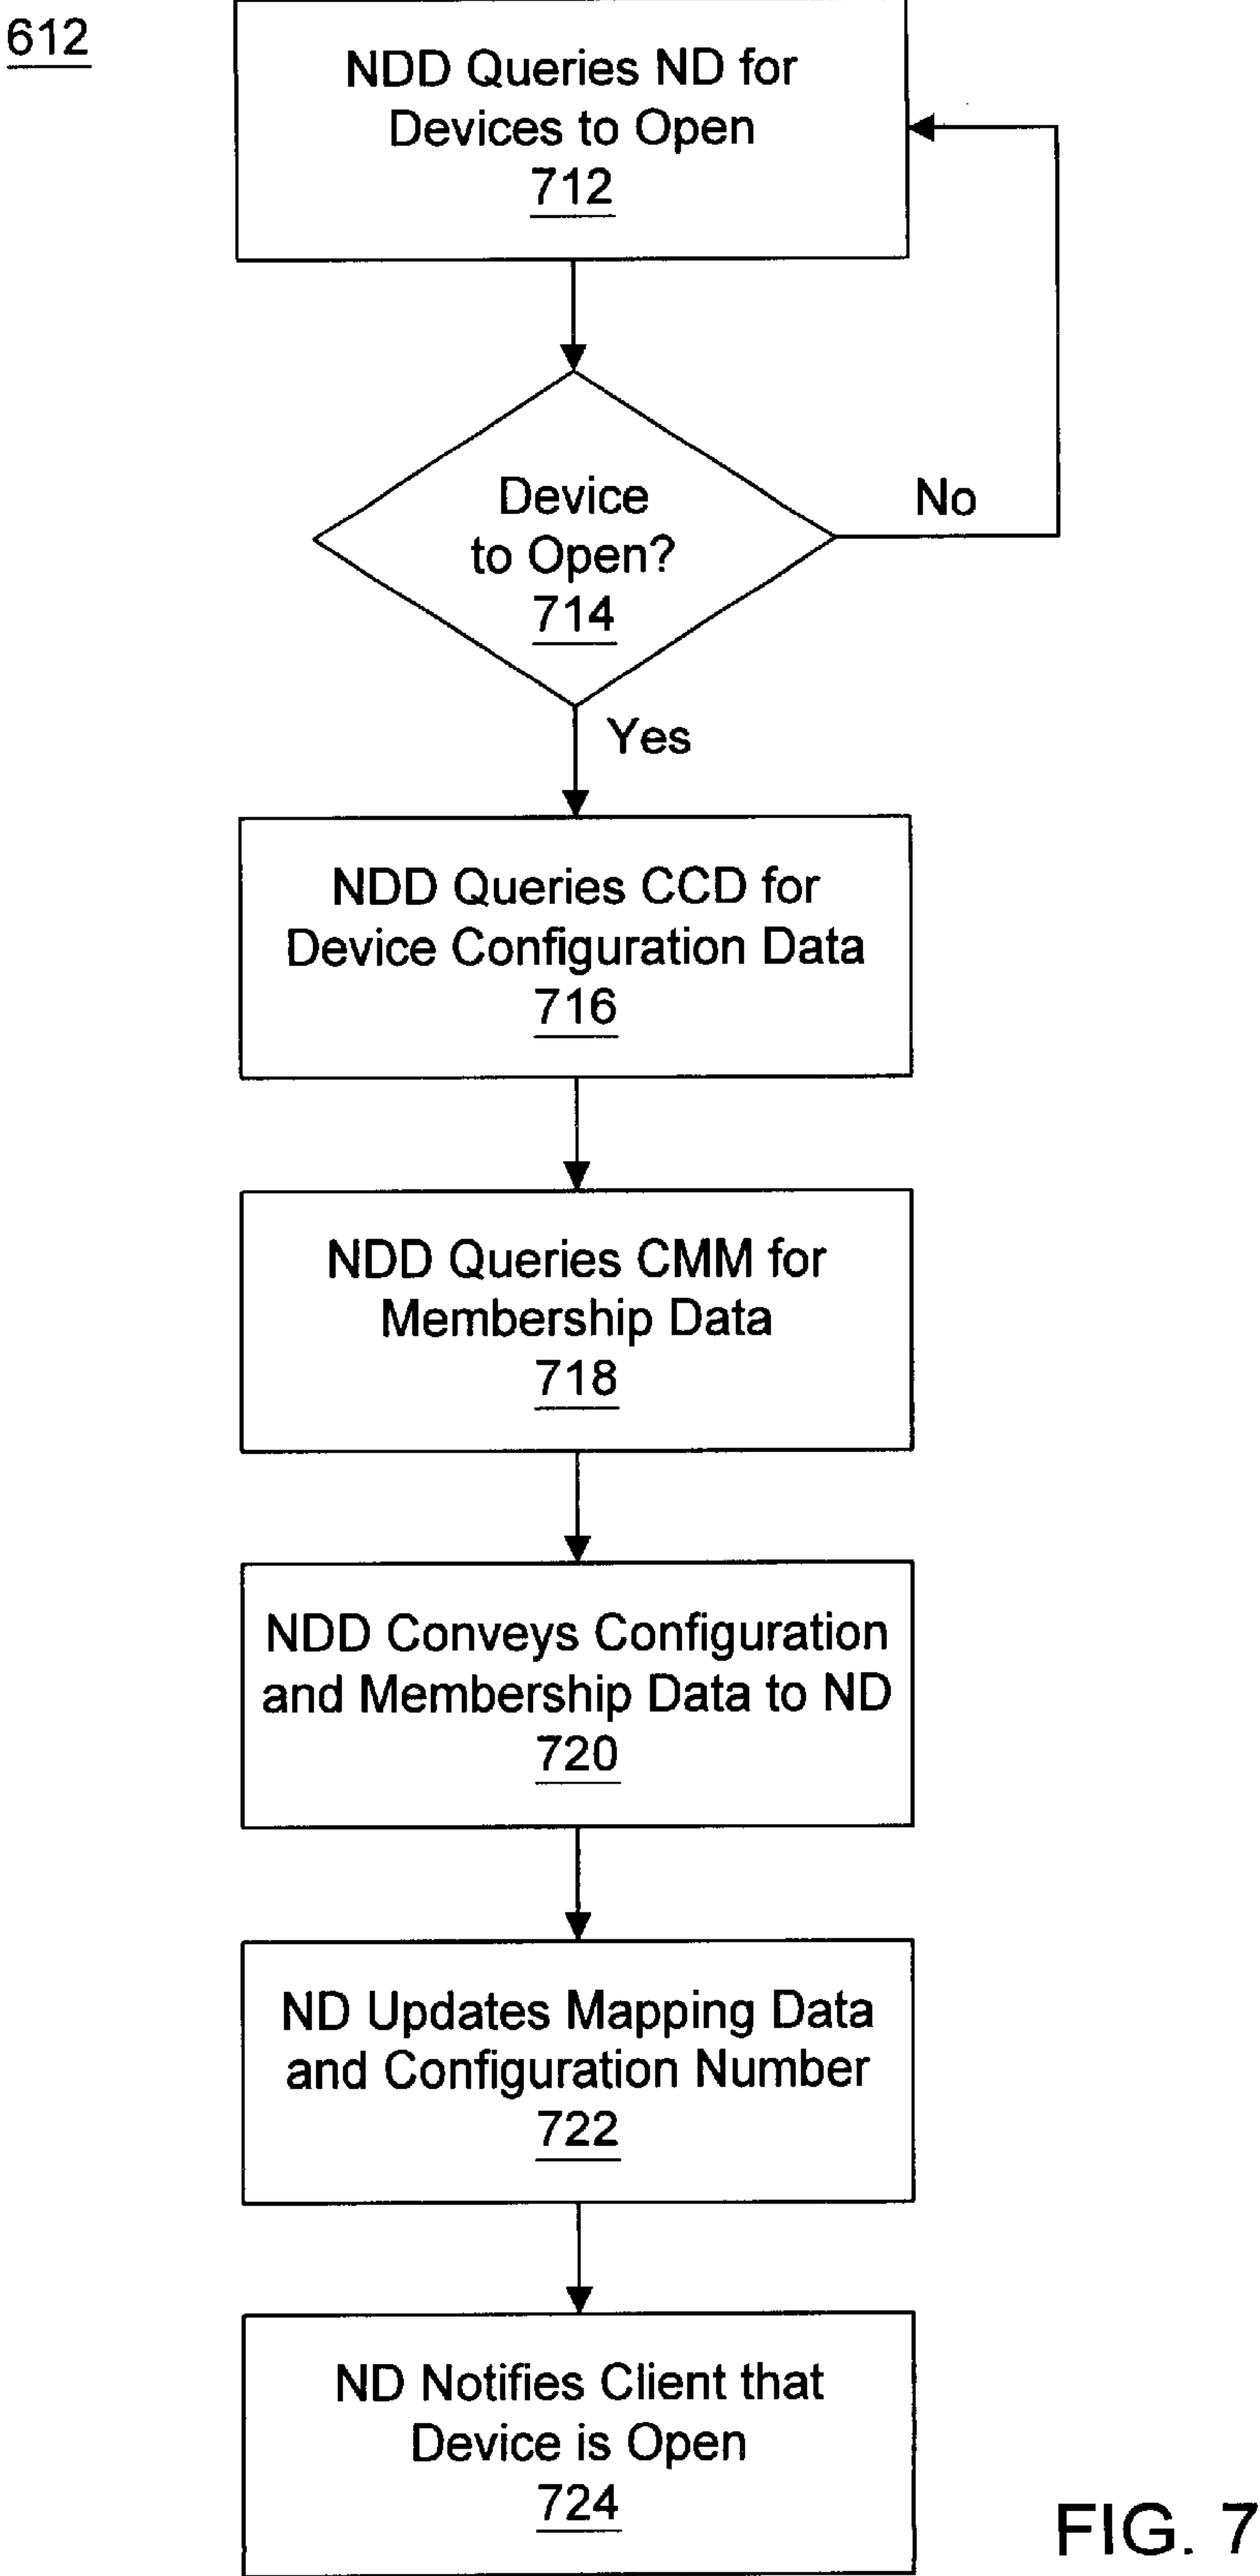 612
NDD Queries ND for
Devices to Open
712
Device
to Open?
714
No
Yes
NDD Queries CCD for
Device Configuration Data
716
NDD Queries CMM for
Membership Data
718
NDD Conveys Configuration
and Membership Data to ND
720
ND Updates Mapping Data
and Configuration Number
722
ND Notifies Client that
Device is Open
724
FIG. 7